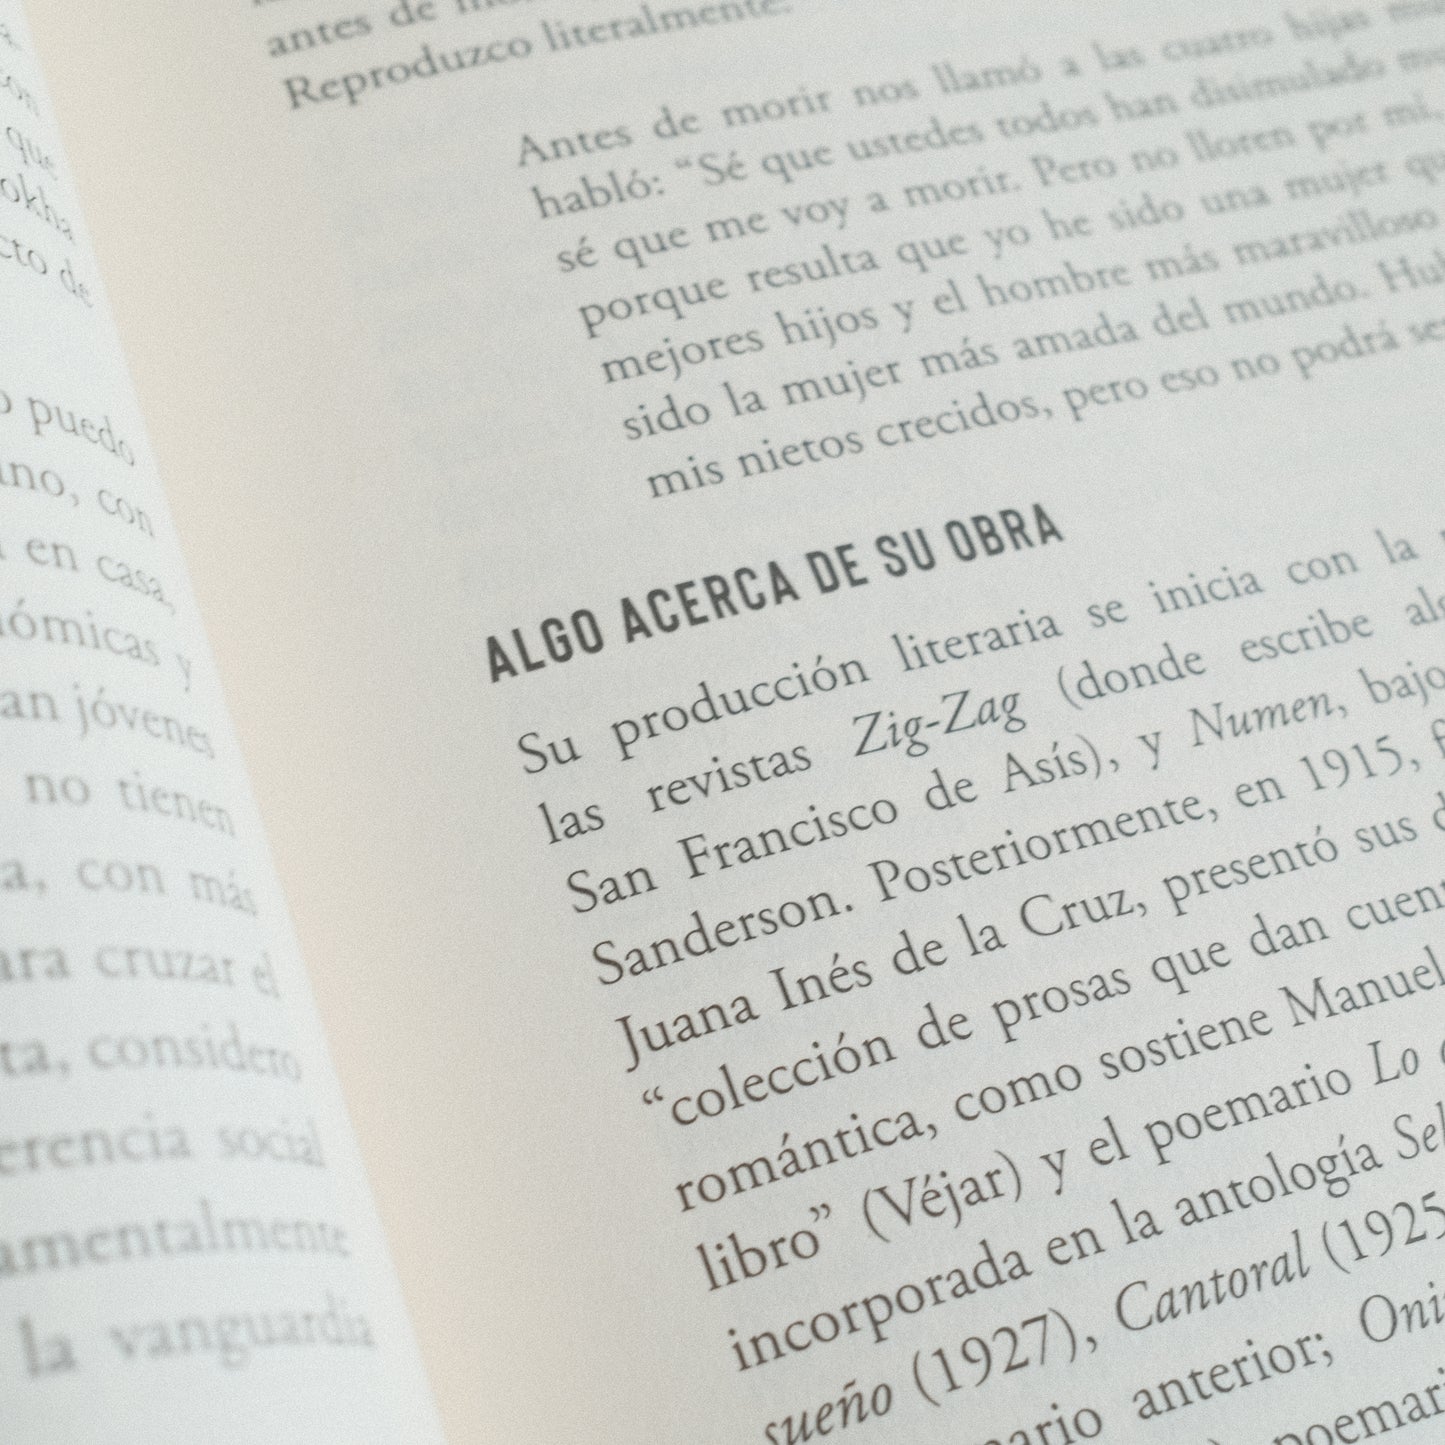 que
okha
cto de
puedo
con
en casa,
nómicas y
an jóvenes
no tienen
a, con más
ara cruzar el
ta, considero
erencia social
amentalmente
la vanguardia
antes de
Reproduzco literalmente.
Antes de morir nos llamó a las cuatro hijas
habló: “Sé que ustedes todos han disimulado
sé que me voy a morir. Pero no lloren por mí,
porque resulta que yo he sido una mujer
mejores hijos y el hombre más maravilloso
sido la mujer más amada del mundo.
mis nietos crecidos, pero eso no podrá
ALGO ACERCA DE SU OBRA
Su producción literaria se inicia con la
las revistas Zig-Zag (donde escribe
San Francisco de Asís), y Numen, bajo
Sanderson. Posteriormente, en 1915,
Juana Inés de la Cruz, presentó sus
“colección de prosas que dan
romántica, como sostiene Manuel
libro” (Véjar) y el poemario Lo
incorporada en la antología
sueño (1927), Cantoral (1925
anterior;